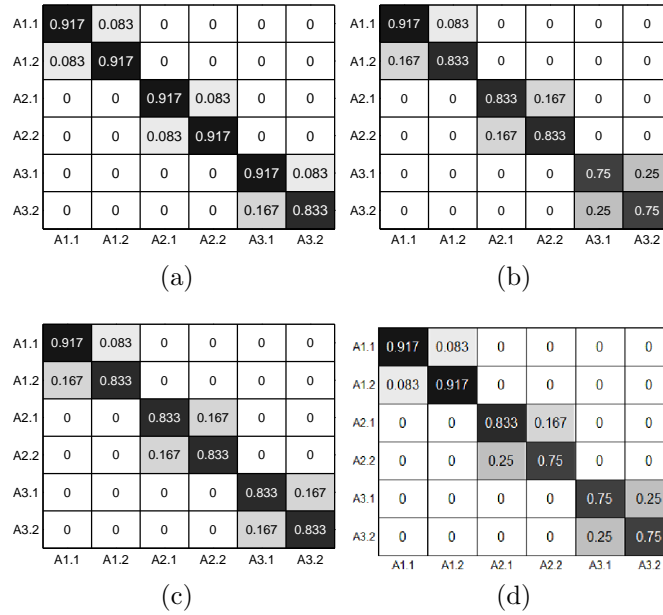 A1.1 0.917 0.083 0 0 0 0
A1.2 0.083 0.917 0 0 0 0
A2.1 0 0 0.917 0.083 0 0
A2.2 0 0 0.083 0.917 0 0
A3.1 0 0 0 0 0.917 0.083
A3.2 0 0 0 0 0.167 0.833
A1.1 A1.2 A2.1 A2.2 A3.1 A3.2
(a)
A1.1 0.917 0.083 0 0 0 0
A1.2 0.167 0.833 0 0 0 0
A2.1 0 0 0.833 0.167 0 0
A2.2 0 0 0.167 0.833 0 0
A3.1 0 0 0 0 0.75 0.25
A3.2 0 0 0 0 0.25 0.75
A1.1 A1.2 A2.1 A2.2 A3.1 A3.2
(b)
A1.1 0.917 0.083 0 0 0 0
A1.2 0.167 0.833 0 0 0 0
A2.1 0 0 0.833 0.167 0 0
A2.2 0 0 0.167 0.833 0 0
A3.1 0 0 0 0 0.833 0.167
A3.2 0 0 0 0 0.167 0.833
A1.1 A1.2 A2.1 A2.2 A3.1 A3.2
(c)
A1.1 0.917 0.083 0 0 0 0
A1.2 0.083 0.917 0 0 0 0
A2.1 0 0 0.833 0.167 0 0
A2.2 0 0 0.25 0.75 0 0
A3.1 0 0 0 0 0.75 0.25
A3.2 0 0 0 0 0.25 0.75
A1.1 A1.2 A2.1 A2.2 A3.1 A3.2
(d)